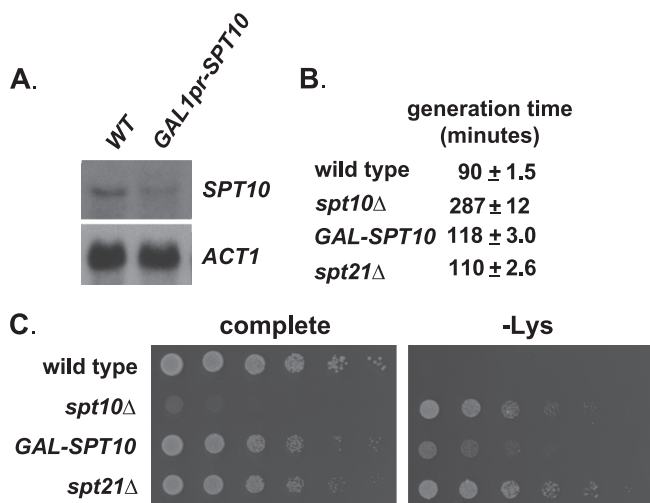 A.
WT
GAL1pr-SPT10
SPT10
ACT1
B.
generation time
(minutes)
wild type 90 ± 1.5
spt10Δ 287 ± 12
GAL-SPT10 118 ± 3.0
spt21Δ 110 ± 2.6
C.
complete -Lys
wild type
spt10Δ
GAL-SPT10
spt21Δ